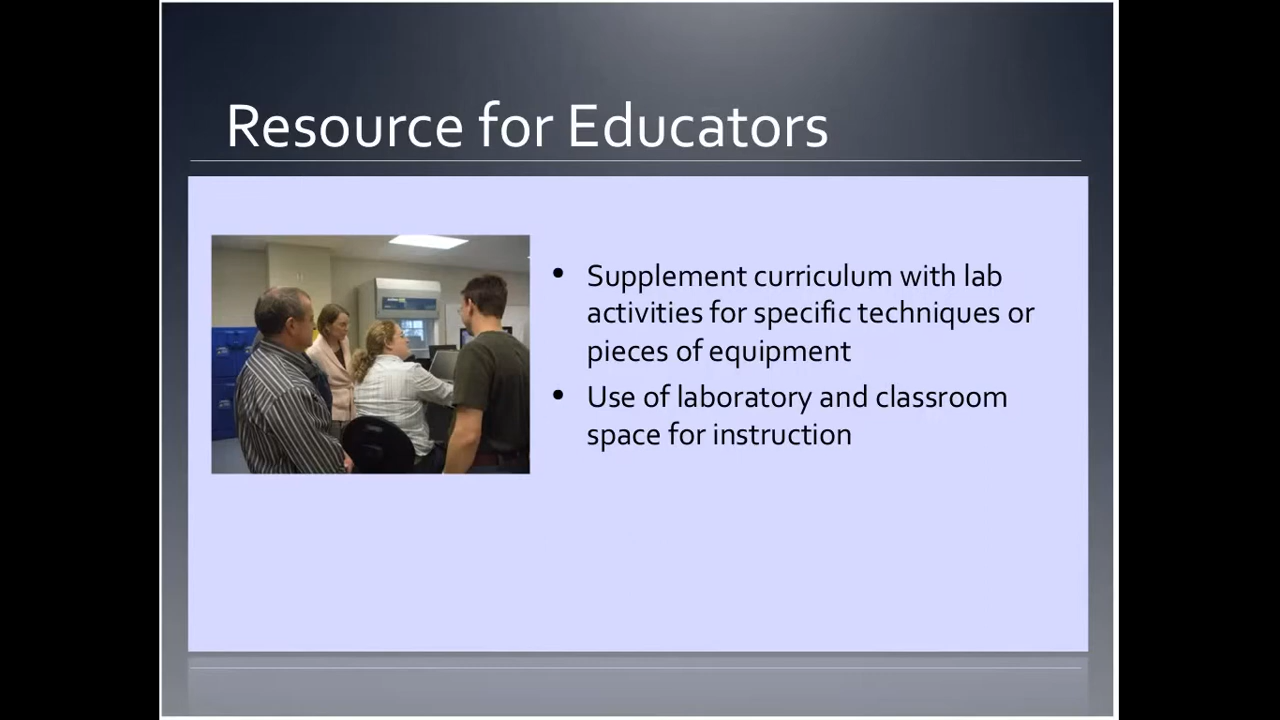 Resource for Educators
• Supplement curriculum with lab
activities for specific techniques or
pieces of equipment
• Use of laboratory and classroom
space for instruction